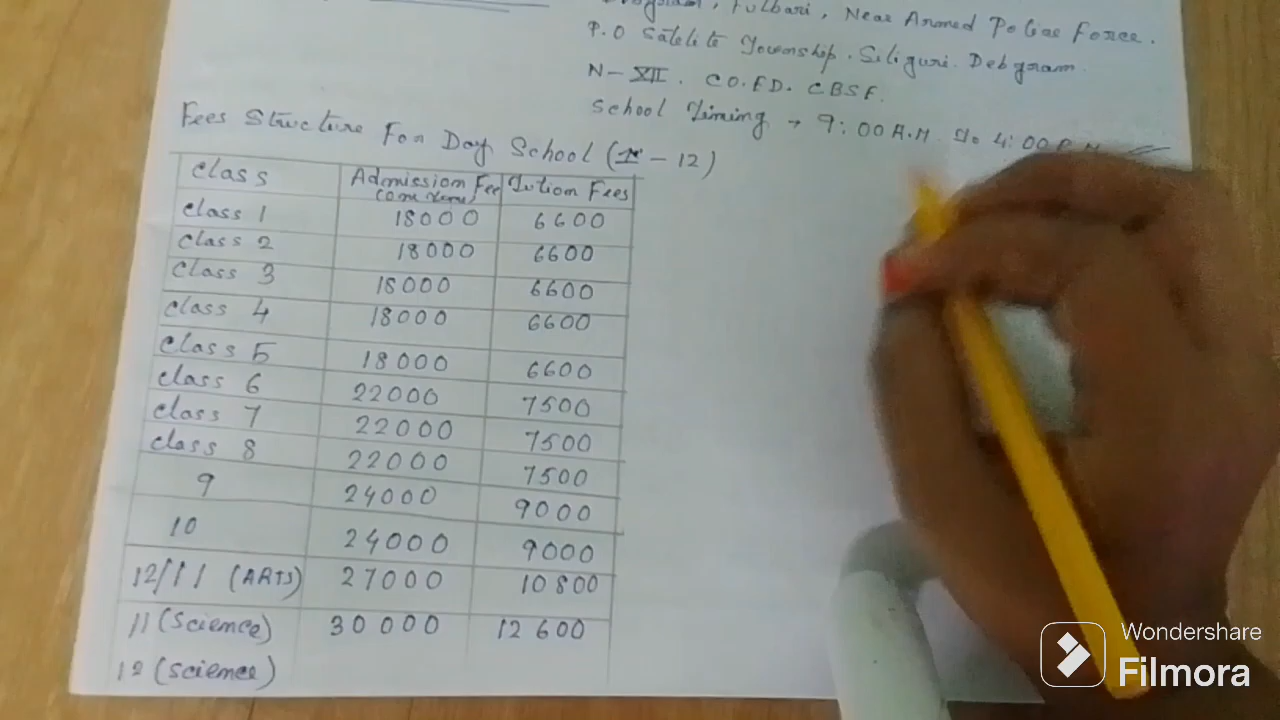 Fulbari, Near Armed Police Force.
P.O Satelite Township. Siliguri. Debgram.
N-XII. CO.ED. CBSE.
School Timing → 9:00 A.M. To 4:00 P.M
Fees Structure For Day School (1 - 12)
Class Admission Fee Tution Fees
Class 1 18000 6600
Class 2 18000 6600
Class 3 18000 6600
Class 4 18000 6600
Class 5 18000 6600
Class 6 22000 7500
Class 7 22000 7500
Class 8 22000 7500
9 24000 9000
10 24000 9000
12/11 (ARTS) 27000 10800
11 (Science) 30000 12600
12 (Science)
Wondershare
Filmora